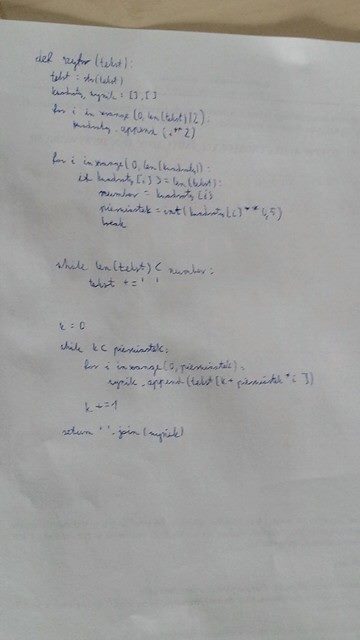 def szyfr(tekst):
tekst = str(tekst)
kwadraty, wynik = [], []
for i in xrange(0, len(tekst)/2):
kwadraty.append(i**2)
for i in xrange(0, len(kwadraty)):
if kwadraty[i] >= len(tekst):
number = kwadraty[i]
pierwiastek = int(kwadraty[i]**0,5)
break
while len(tekst) < number:
tekst += ' '
k = 0
while k < pierwiastek:
for i in xrange(0, pierwiastek):
wynik.append(tekst[k + pierwiastek * i])
k += 1
return ''.join(wynik)